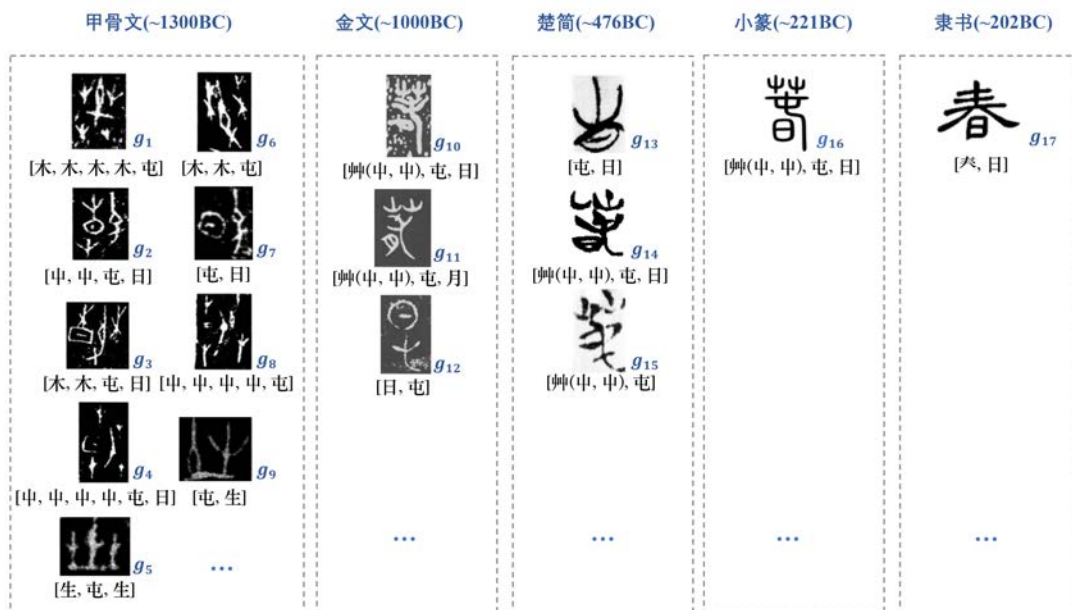 甲骨文(~1300BC)
金文(~1000BC)
楚简(~476BC)
小篆(~221BC)
隶书(~202BC)
g1
[木, 木, 木, 木, 屯]
g6
[木, 木, 屯]
g2
[屮, 屮, 屯, 日]
g7
[屯, 日]
g3
[木, 木, 屯, 日]
g8
[屮, 屮, 屮, 屮, 屯]
g4
[屮, 屮, 屮, 屮, 屯, 日]
g9
[屯, 生]
g5
[生, 屯, 生]
...
g10
[艸(屮, 屮), 屯, 日]
g11
[艸(屮, 屮), 屯, 月]
g12
[日, 屯]
...
g13
[屯, 日]
g14
[艸(屮, 屮), 屯, 日]
g15
[艸(屮, 屮), 屯]
...
g16
[艸(屮, 屮), 屯, 日]
...
春
g17
[𡗗, 日]
...